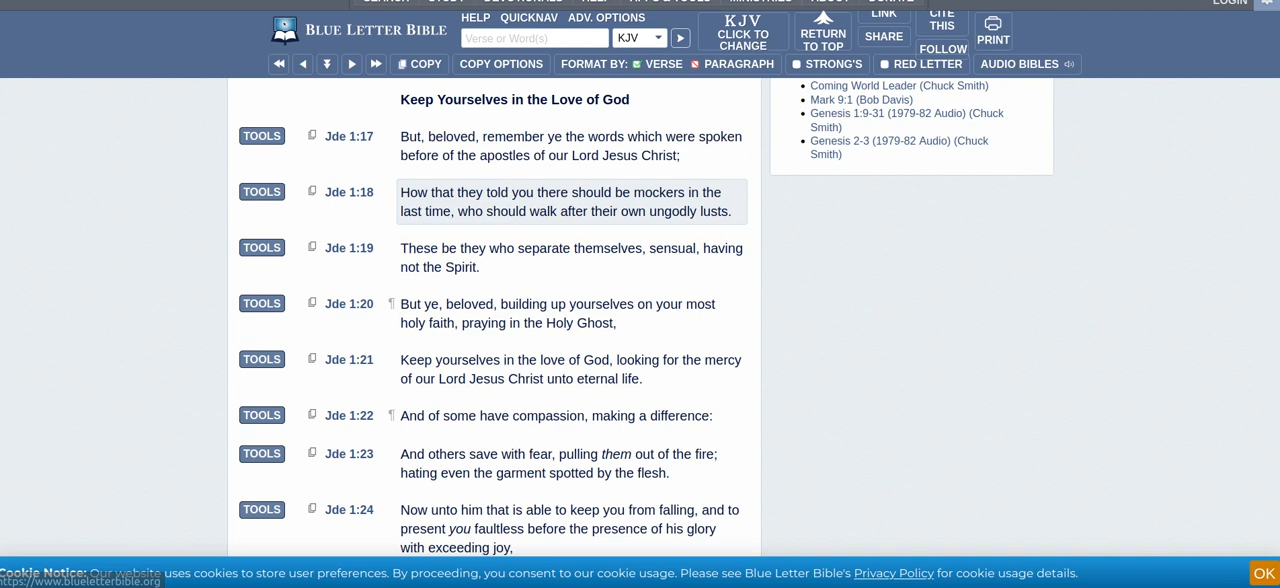 SEARCH STUDY DEVOTIONALS HELP APPS & TOOLS MINISTRIES ABOUT DONATE LOGIN
BLUE LETTER BIBLE
HELP QUICKNAV ADV. OPTIONS
Verse or Word(s) KJV
KJV
CLICK TO
CHANGE
RETURN
TO TOP
LINK
SHARE
CITE
THIS
FOLLOW
PRINT
COPY COPY OPTIONS FORMAT BY: VERSE PARAGRAPH STRONG'S RED LETTER AUDIO BIBLES
Keep Yourselves in the Love of God
TOOLS Jde 1:17 But, beloved, remember ye the words which were spoken
before of the apostles of our Lord Jesus Christ;
TOOLS Jde 1:18 How that they told you there should be mockers in the
last time, who should walk after their own ungodly lusts.
TOOLS Jde 1:19 These be they who separate themselves, sensual, having
not the Spirit.
TOOLS Jde 1:20 ¶ But ye, beloved, building up yourselves on your most
holy faith, praying in the Holy Ghost,
TOOLS Jde 1:21 Keep yourselves in the love of God, looking for the mercy
of our Lord Jesus Christ unto eternal life.
TOOLS Jde 1:22 ¶ And of some have compassion, making a difference:
TOOLS Jde 1:23 And others save with fear, pulling them out of the fire;
hating even the garment spotted by the flesh.
TOOLS Jde 1:24 Now unto him that is able to keep you from falling, and to
present you faultless before the presence of his glory
with exceeding joy,
• Coming World Leader (Chuck Smith)
• Mark 9:1 (Bob Davis)
• Genesis 1:9-31 (1979-82 Audio) (Chuck
Smith)
• Genesis 2-3 (1979-82 Audio) (Chuck
Smith)
Cookie Notice: Our website uses cookies to store user preferences. By proceeding, you consent to our cookie usage. Please see Blue Letter Bible's Privacy Policy for cookie usage details. OK
https://www.blueletterbible.org